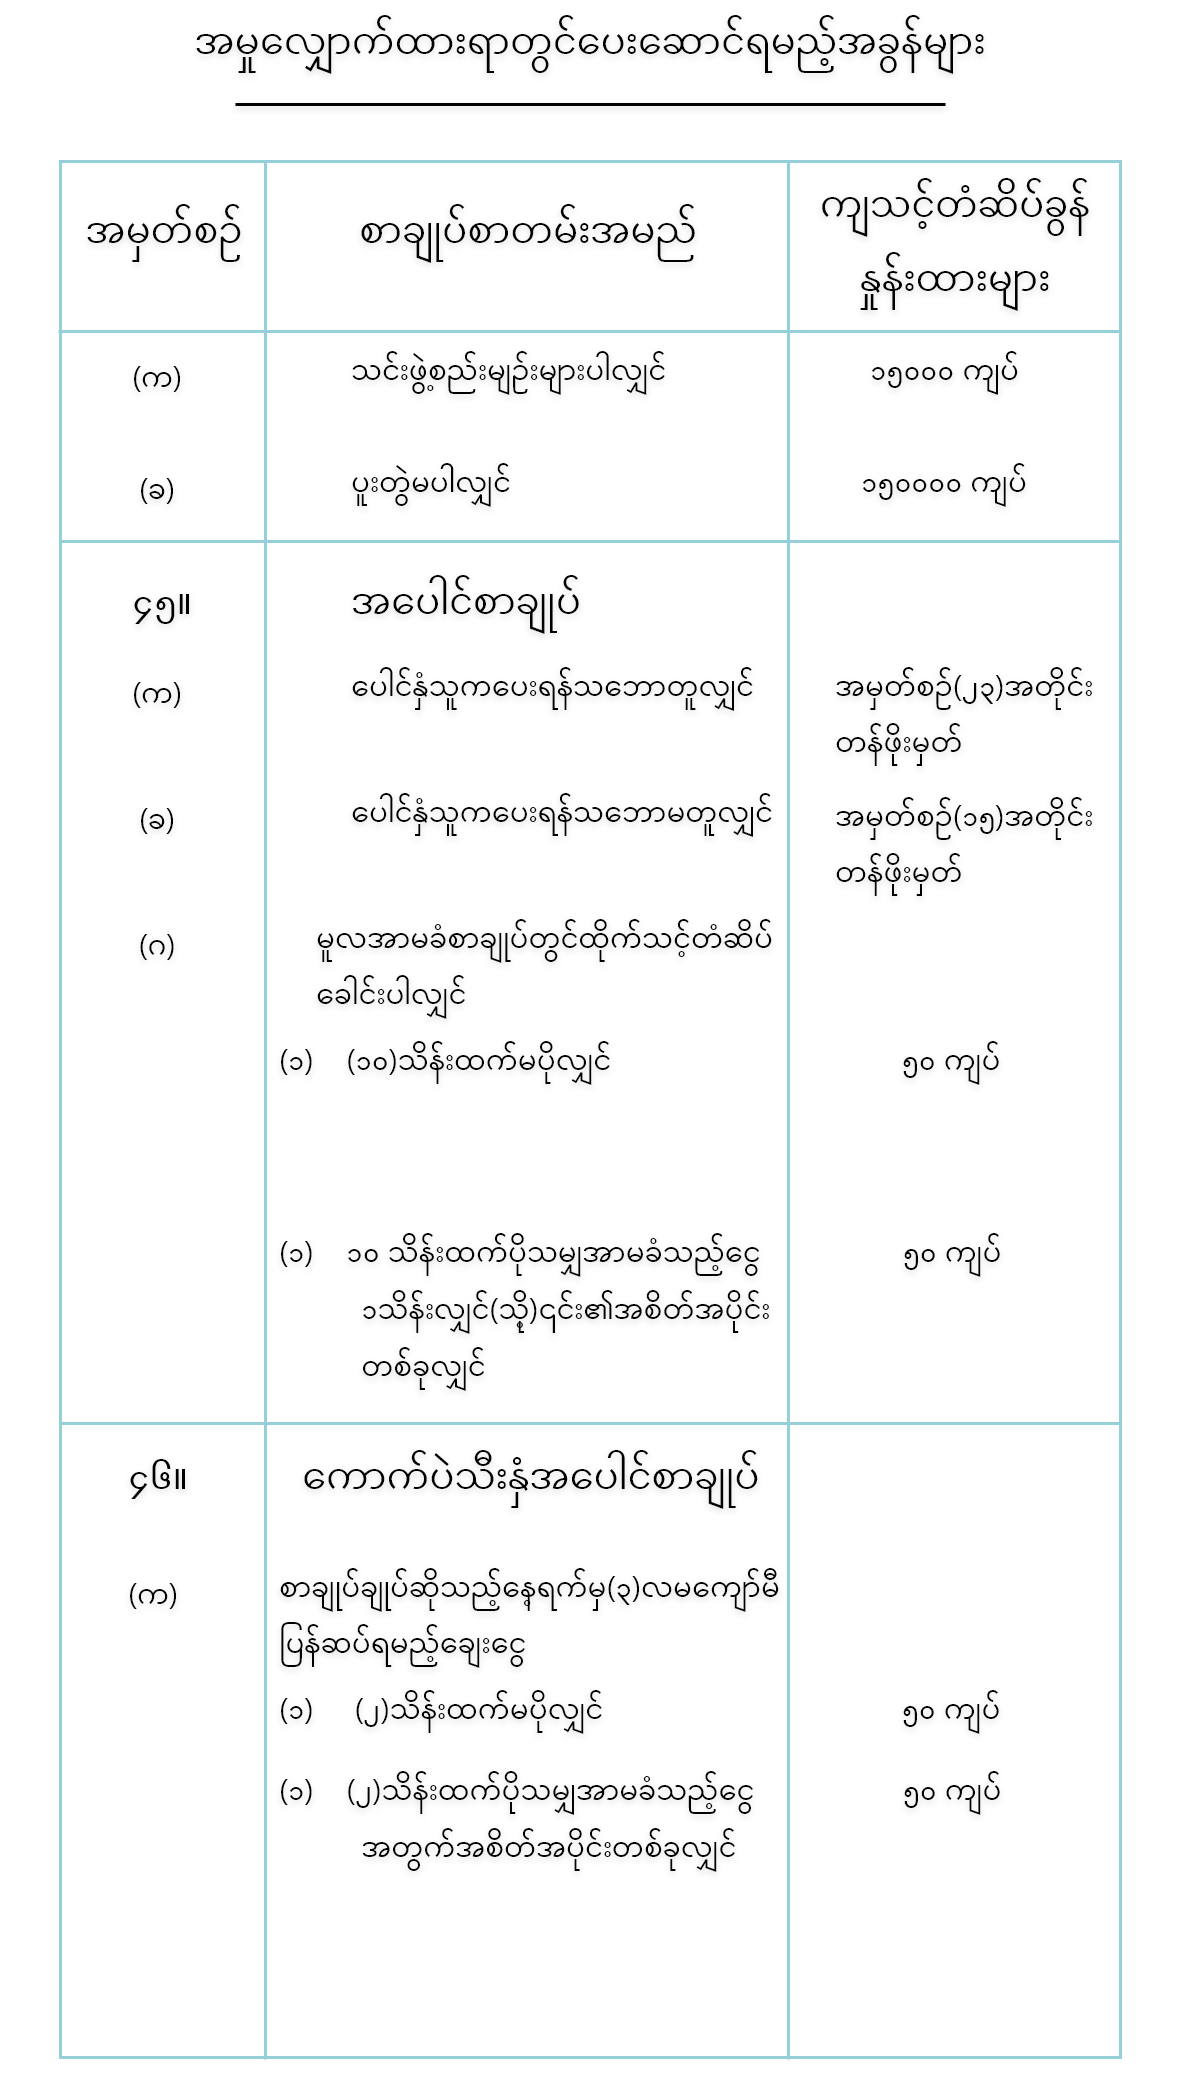 အမှုလျှောက်ထားရာတွင်ပေးဆောင်ရမည့်အခွန်များ
အမှတ်စဉ် စာချုပ်စာတမ်းအမည် ကျသင့်တံဆိပ်ခွန်
နှုန်းထားများ
(က) သင်းဖွဲ့စည်းမျဉ်းများပါလျှင် ၁၅၀၀၀ ကျပ်
(ခ) ပူးတွဲမပါလျှင် ၁၅၀၀၀၀ ကျပ်
၄၅။ အပေါင်စာချုပ်
(က) ပေါင်နှံသူကပေးရန်သဘောတူလျှင် အမှတ်စဉ်(၂၃)အတိုင်း
တန်ဖိုးမှတ်
(ခ) ပေါင်နှံသူကပေးရန်သဘောမတူလျှင် အမှတ်စဉ်(၁၅)အတိုင်း
တန်ဖိုးမှတ်
(ဂ) မူလအာမခံစာချုပ်တွင်ထိုက်သင့်တံဆိပ်
ခေါင်းပါလျှင်
(၁) (၁၀)သိန်းထက်မပိုလျှင် ၅၀ ကျပ်
(၁) ၁၀ သိန်းထက်ပိုသမျှအာမခံသည့်ငွေ ၅၀ ကျပ်
၁သိန်းလျှင်(သို့)၎င်း၏အစိတ်အပိုင်း
တစ်ခုလျှင်
၄၆။ ကောက်ပဲသီးနှံအပေါင်စာချုပ်
(က) စာချုပ်ချုပ်ဆိုသည့်နေ့ရက်မှ(၃)လမကျော်မီ
ပြန်ဆပ်ရမည့်ချေးငွေ
(၁) (၂)သိန်းထက်မပိုလျှင် ၅၀ ကျပ်
(၁) (၂)သိန်းထက်ပိုသမျှအာမခံသည့်ငွေ ၅၀ ကျပ်
အတွက်အစိတ်အပိုင်းတစ်ခုလျှင်